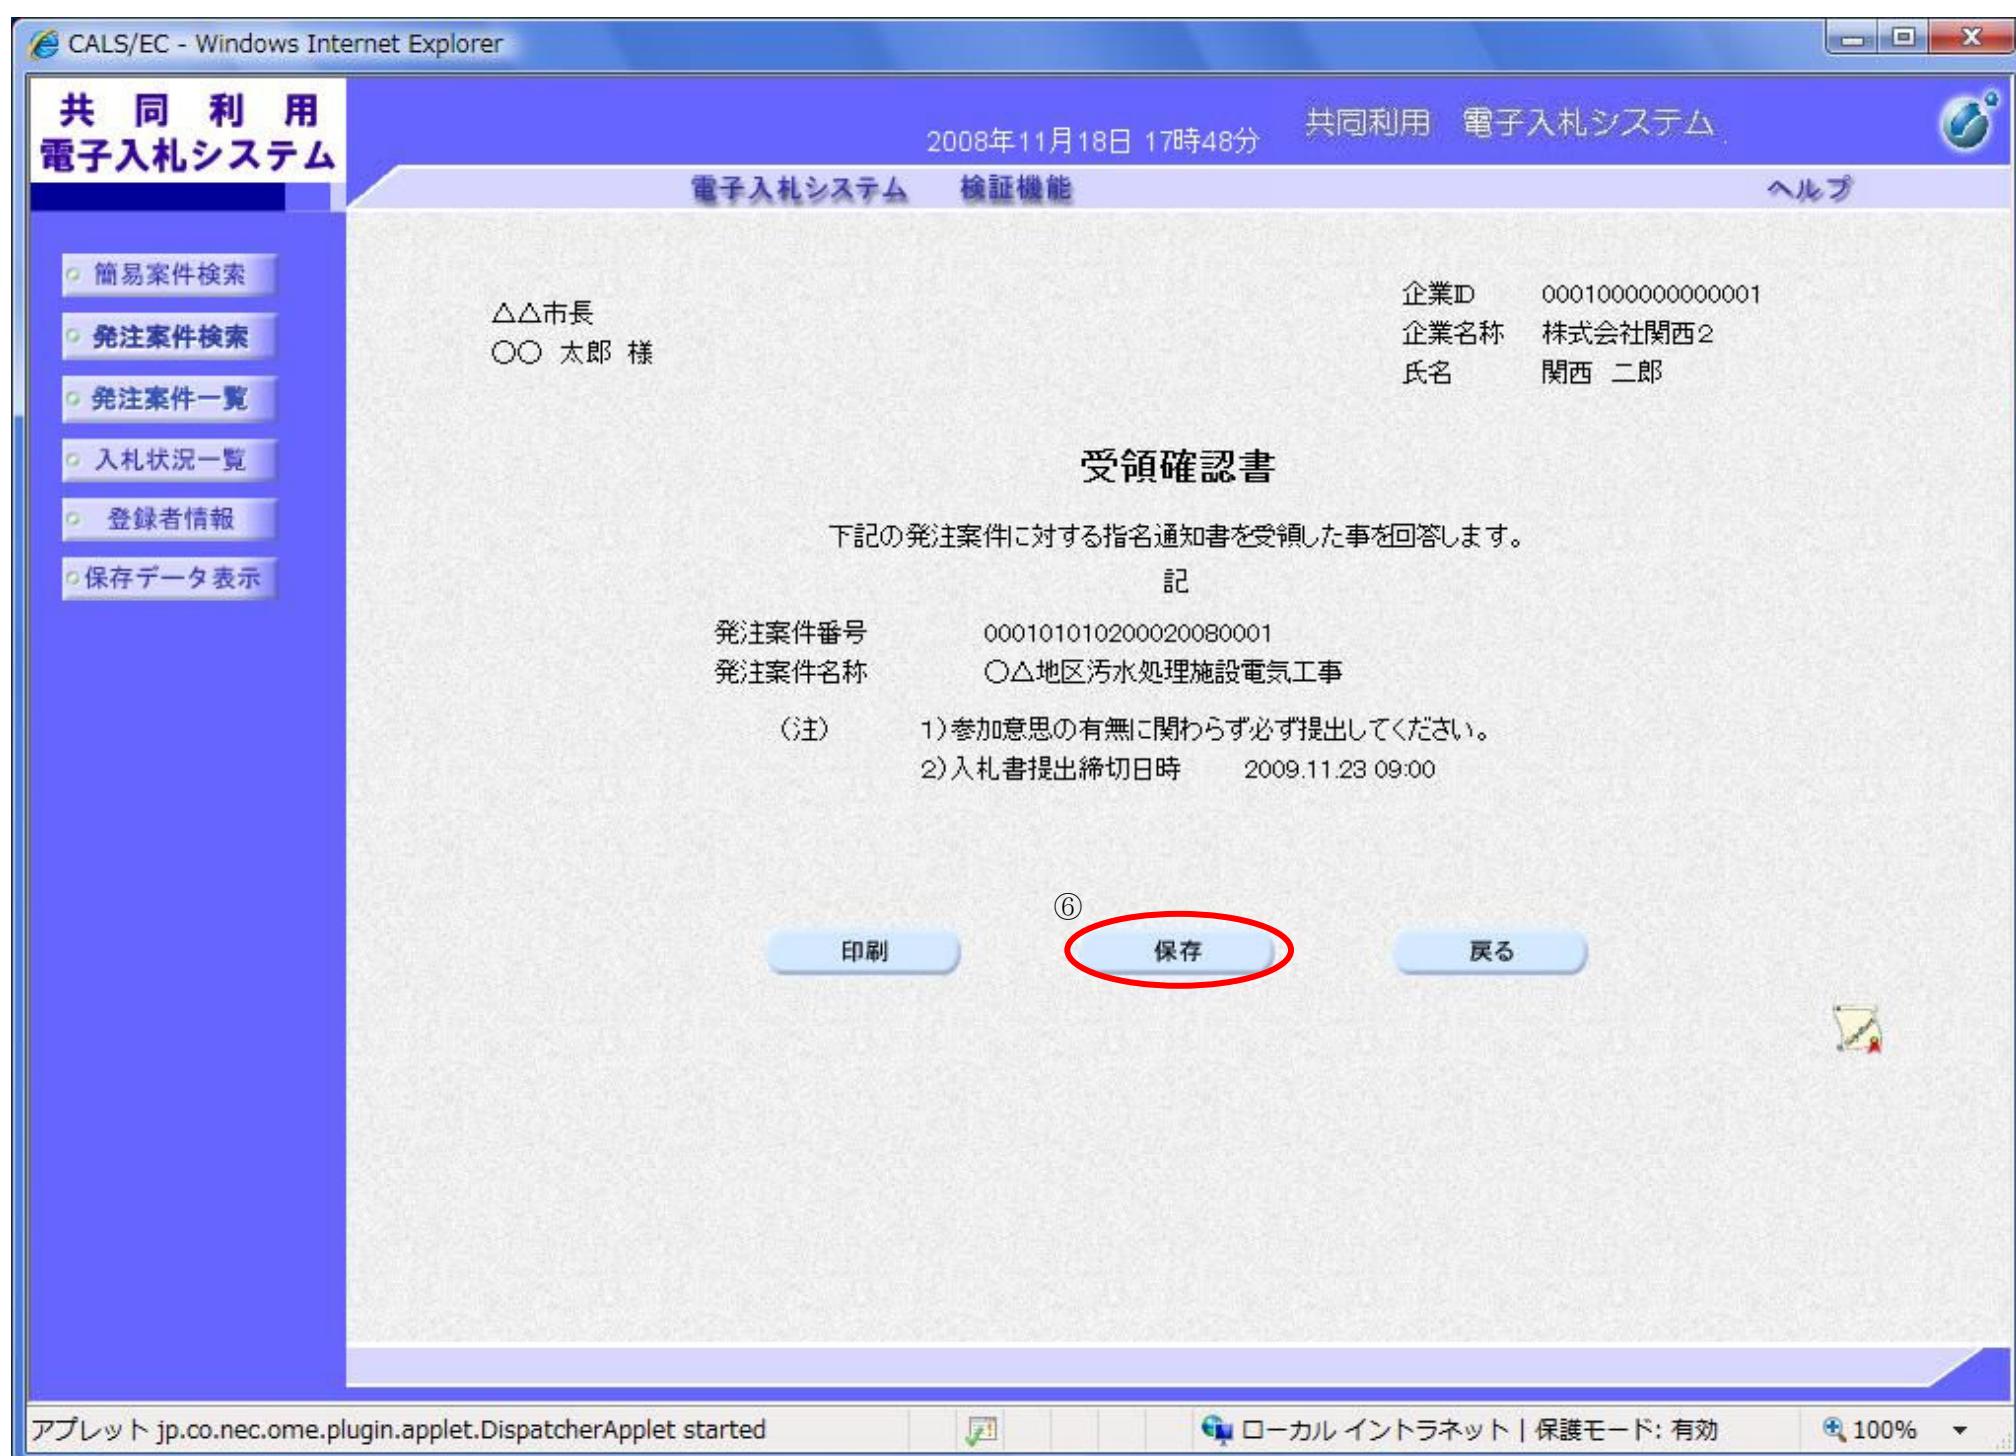 CALS/EC - Windows Internet Explorer
共同利用
電子入札システム
2008年11月18日 17時48分
共同利用 電子入札システム
電子入札システム 検証機能 ヘルプ
簡易案件検索
発注案件検索
発注案件一覧
入札状況一覧
登録者情報
保存データ表示
△△市長
○○ 太郎 様
企業ID 0001000000000001
企業名称 株式会社関西2
氏名 関西 二郎
受領確認書
下記の発注案件に対する指名通知書を受領した事を回答します。
記
発注案件番号 000101010200020080001
発注案件名称 ○△地区汚水処理施設電気工事
（注） 1)参加意思の有無に関わらず必ず提出してください。
2)入札書提出締切日時 2009.11.23 09:00
⑥
印刷 保存 戻る
アプレット jp.co.nec.ome.plugin.applet.DispatcherApplet started ローカル イントラネット | 保護モード: 有効 100%